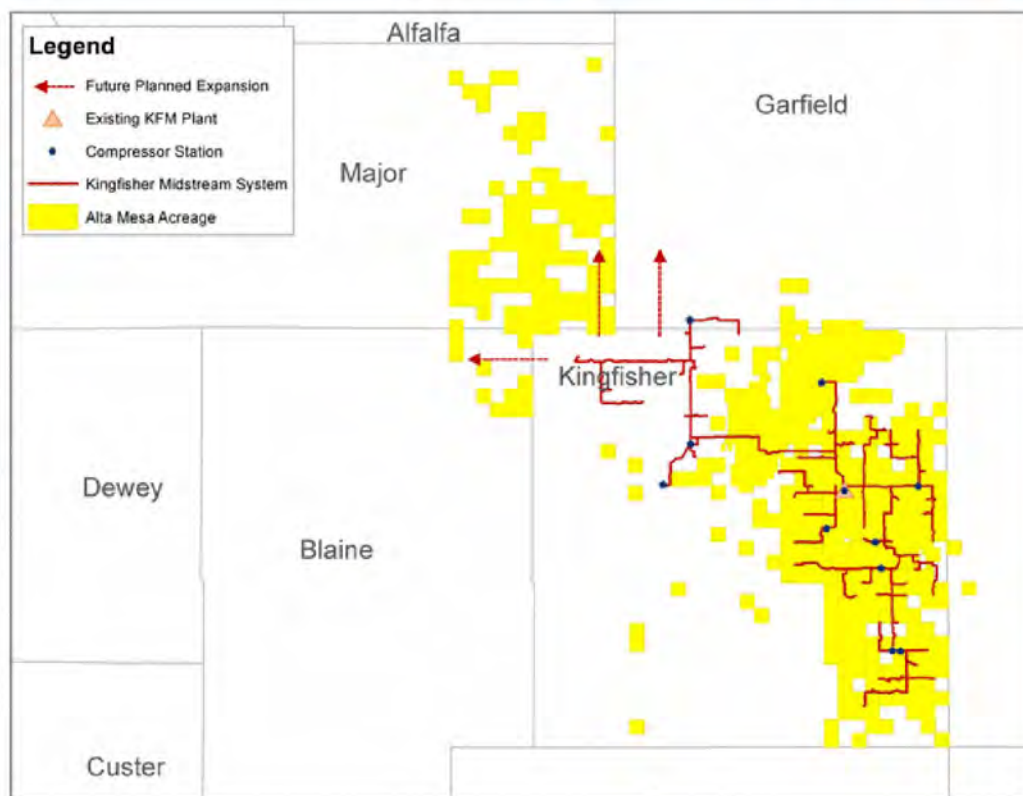 Legend
Future Planned Expansion
Existing KFM Plant
Compressor Station
Kingfisher Midstream System
Alta Mesa Acreage
Alfalfa
Garfield
Major
Kingfisher
Dewey
Blaine
Custer